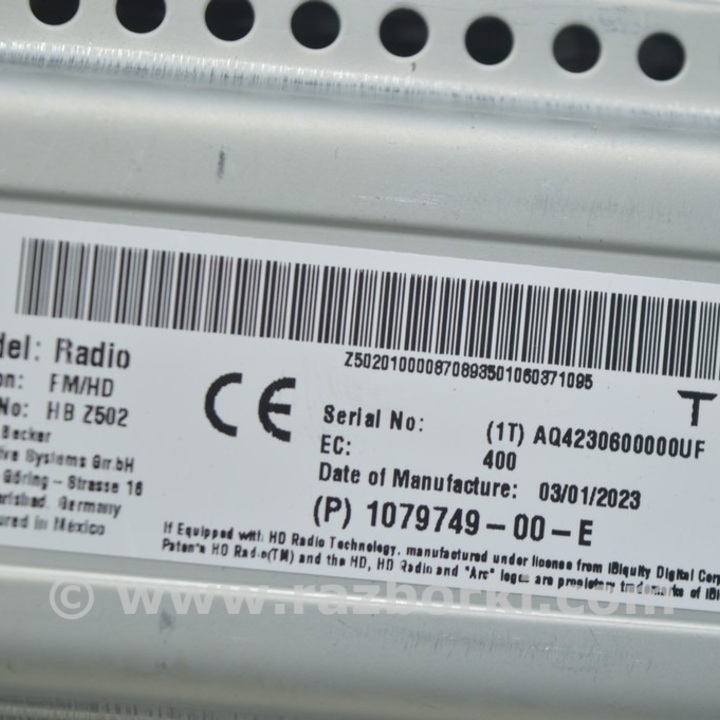 Z502010000870893501060371095
del: Radio
on: FM/HD
No: HB Z502
Becker
ive Systems GmbH
Göring - Strasse 16
arlsbad, Germany
ured in Mexico
CE
T
Serial No: (1T) AQ4230600000UF
EC: 400
Date of Manufacture: 03/01/2023
(P) 1079749-00-E
If Equipped with HD Radio Technology, manufactured under license from iBiquity Digital Corp
Patents HD Radio(TM) and the HD, HD Radio and "Arc" logos are proprietary trademarks of iBi
© www.razborki.com